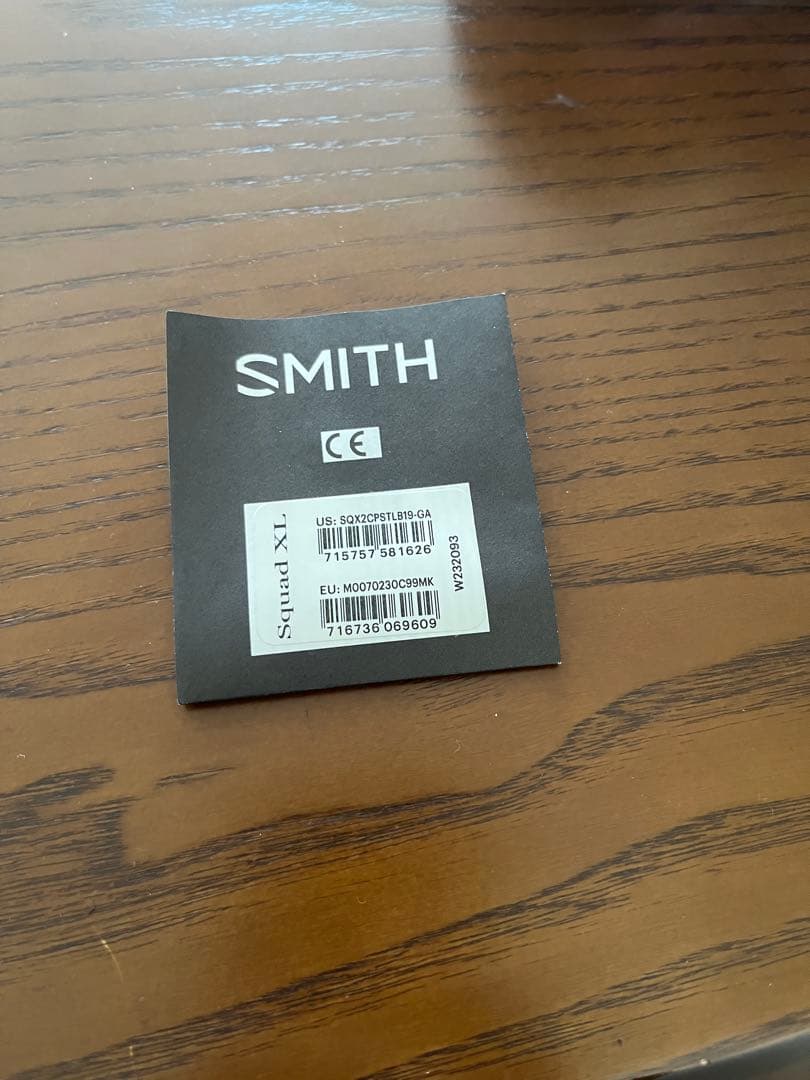 SMITH
CE
Squad XL
US: SQX2CPSTLB19-GA
715757 581626
EU: M0070230C99MK
716736 069609
W232093